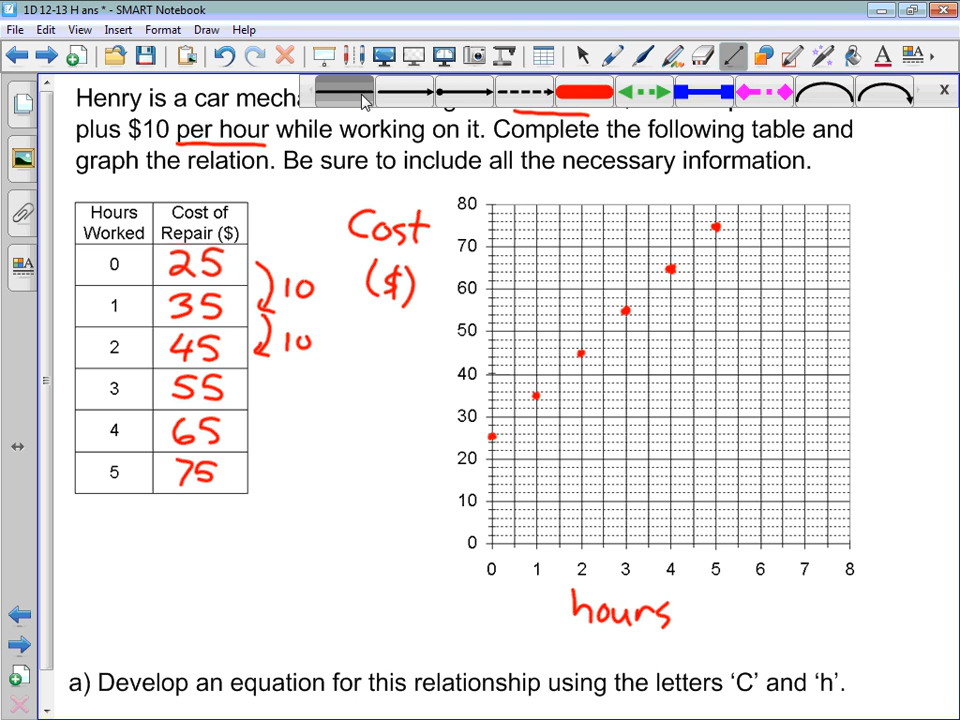 1D 12-13 H ans * - SMART Notebook
File Edit View Insert Format Draw Help
Henry is a car mecha
plus $10 per hour while working on it. Complete the following table and
graph the relation. Be sure to include all the necessary information.
Hours Worked Cost of Repair ($)
0 25
1 35
2 45
3 55
4 65
5 75
10
10
Cost
($)
80
70
60
50
40
30
20
10
0
0 1 2 3 4 5 6 7 8
hours
a) Develop an equation for this relationship using the letters ‘C’ and ‘h’.